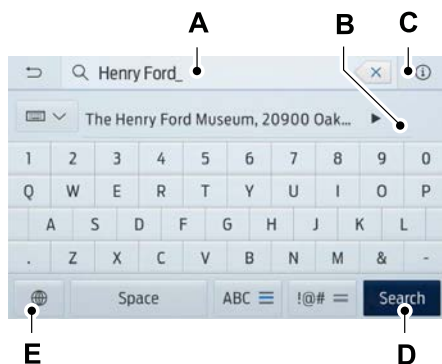 A B C
Henry Ford_
The Henry Ford Museum, 20900 Oak...
1 2 3 4 5 6 7 8 9 0
Q W E R T Y U I O P
A S D F G H J K L
. Z X C V B N M & -
Space ABC !@# Search
E D